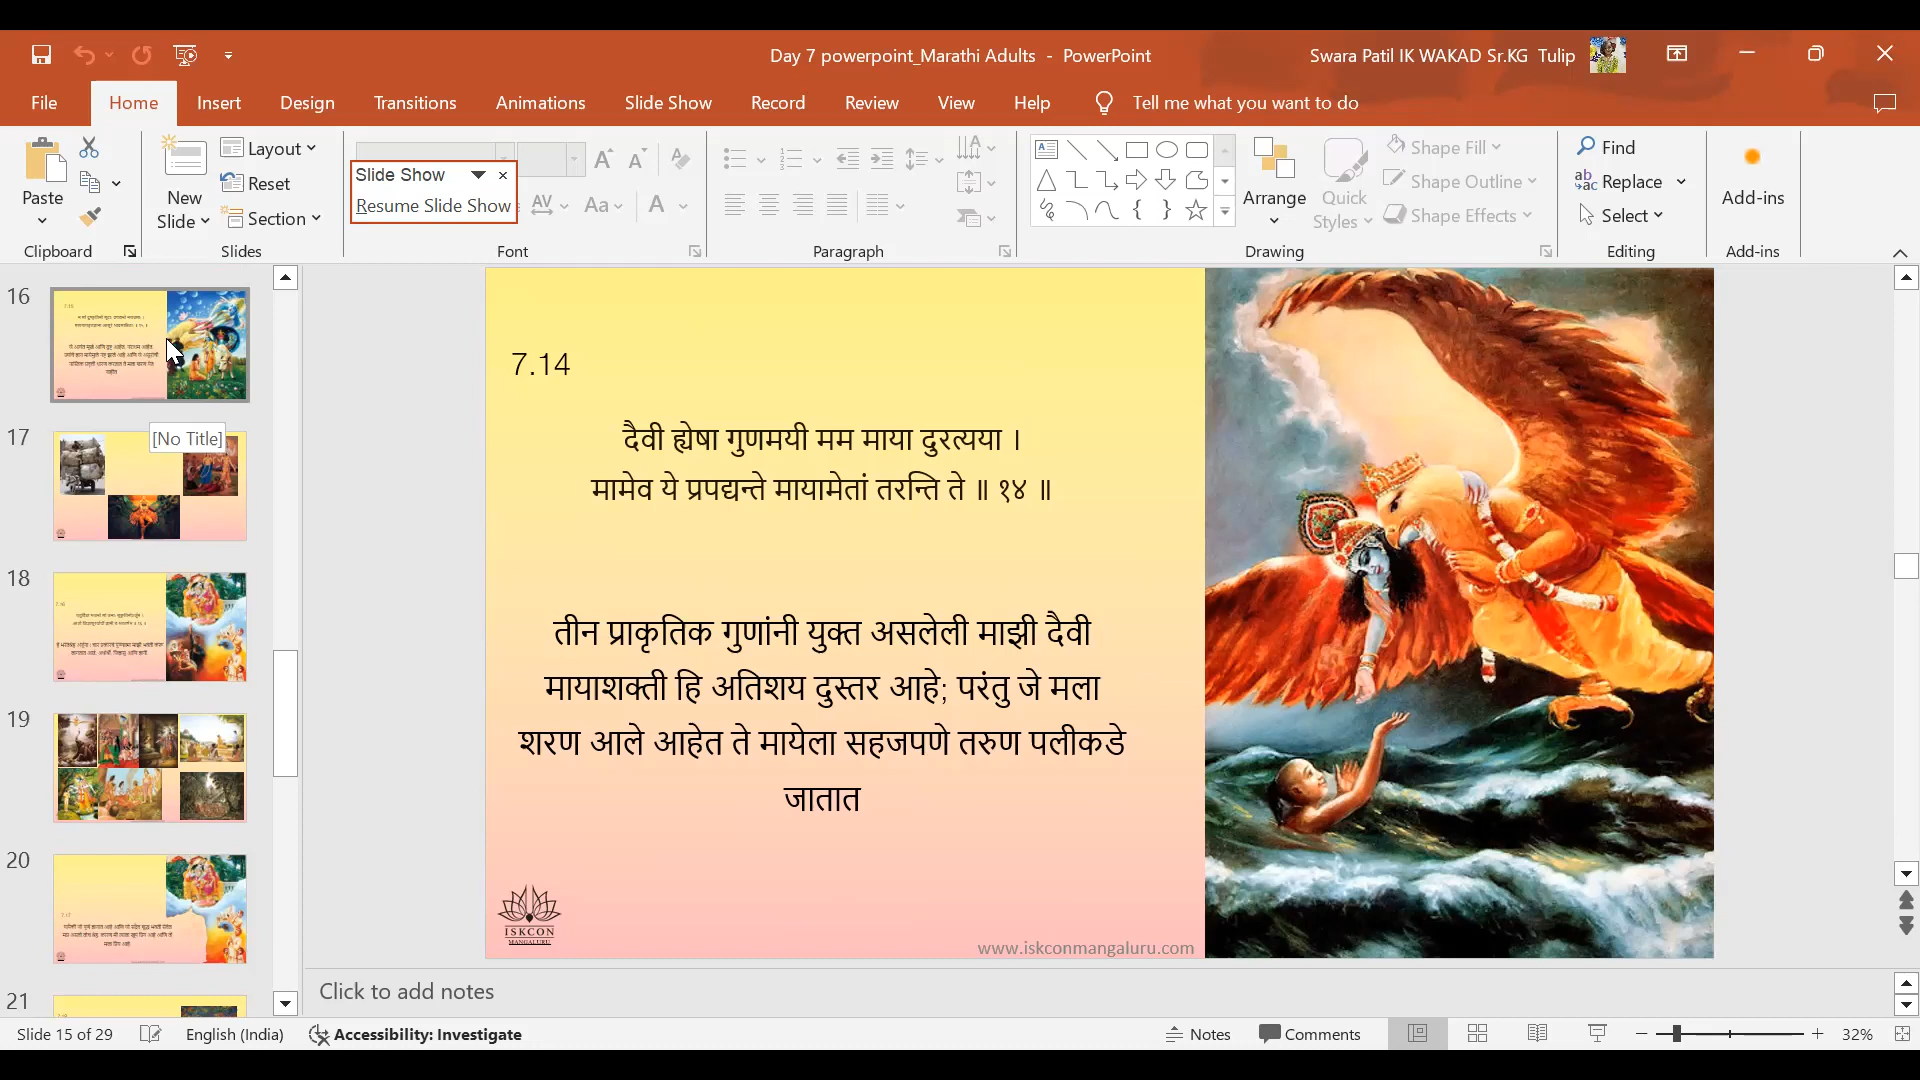 Day 7 powerpoint_Marathi Adults - PowerPoint
Swara Patil IK WAKAD Sr.KG Tulip
File Home Insert Design Transitions Animations Slide Show Record Review View Help Tell me what you want to do
Paste
Clipboard
New Slide
Layout
Reset
Section
Slides
Slide Show
Resume Slide Show
Font
Paragraph
Arrange
Quick Styles
Shape Fill
Shape Outline
Shape Effects
Drawing
Find
Replace
Select
Editing
Add-ins
Add-ins
16
17
[No Title]
18
19
20
21
7.14
दैवी ह्येषा गुणमयी मम माया दुरत्यया ।
मामेव ये प्रपद्यन्ते मायामेतां तरन्ति ते ॥ १४ ॥
तीन प्राकृतिक गुणांनी युक्त असलेली माझी दैवी
मायाशक्ती हि अतिशय दुस्तर आहे; परंतु जे मला
शरण आले आहेत ते मायेला सहजपणे तरुण पलीकडे
जातात
ISKCON
MANGALURU
www.iskconmangaluru.com
Click to add notes
Slide 15 of 29 English (India) Accessibility: Investigate Notes Comments 32%